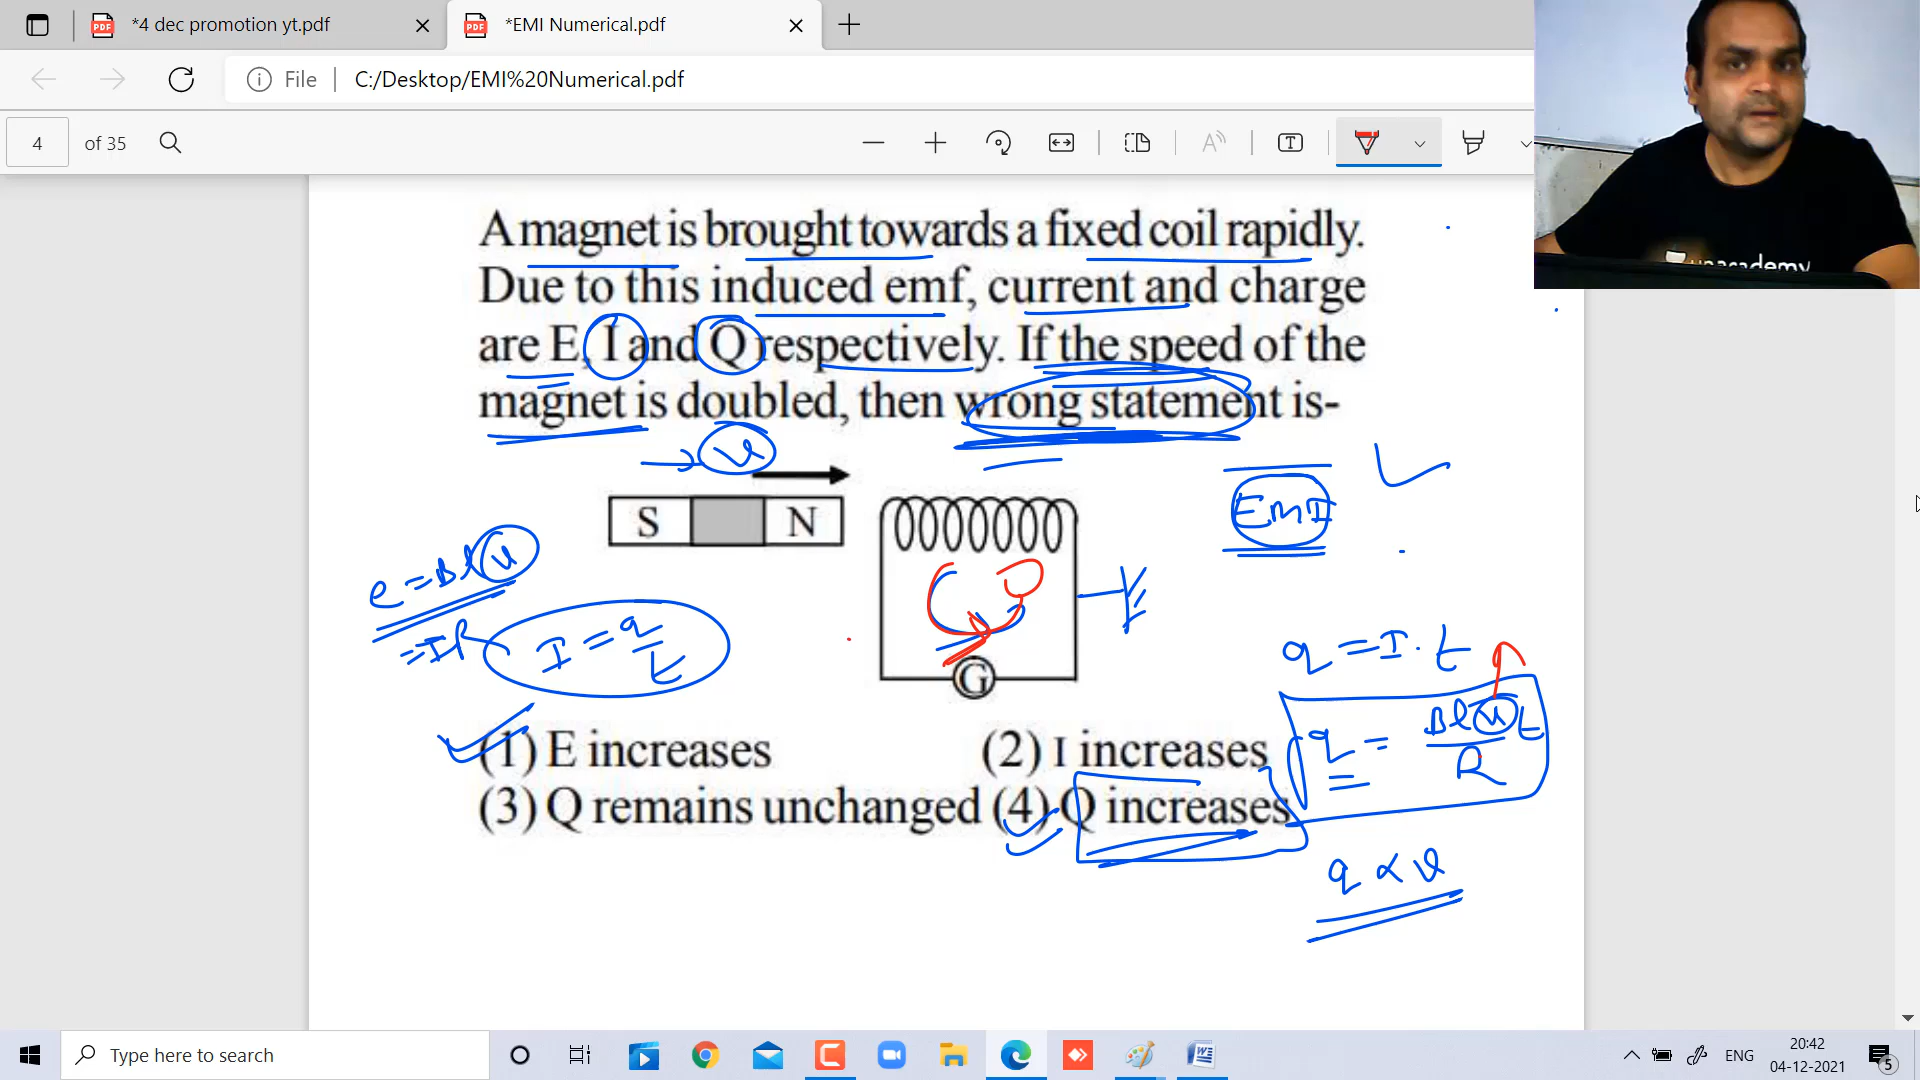 *4 dec promotion yt.pdf
*EMI Numerical.pdf
File C:/Desktop/EMI%20Numerical.pdf
4 of 35
A magnet is brought towards a fixed coil rapidly.
Due to this induced emf, current and charge
are E, I and Q respectively. If the speed of the
magnet is doubled, then wrong statement is-
v
S N
EMI
e = Blv
= IR
I = q/t
G
q = I . t
q = Blvt/R
(1) E increases (2) I increases
(3) Q remains unchanged (4) Q increases
q ∝ v
Type here to search
ENG
20:42
04-12-2021
5